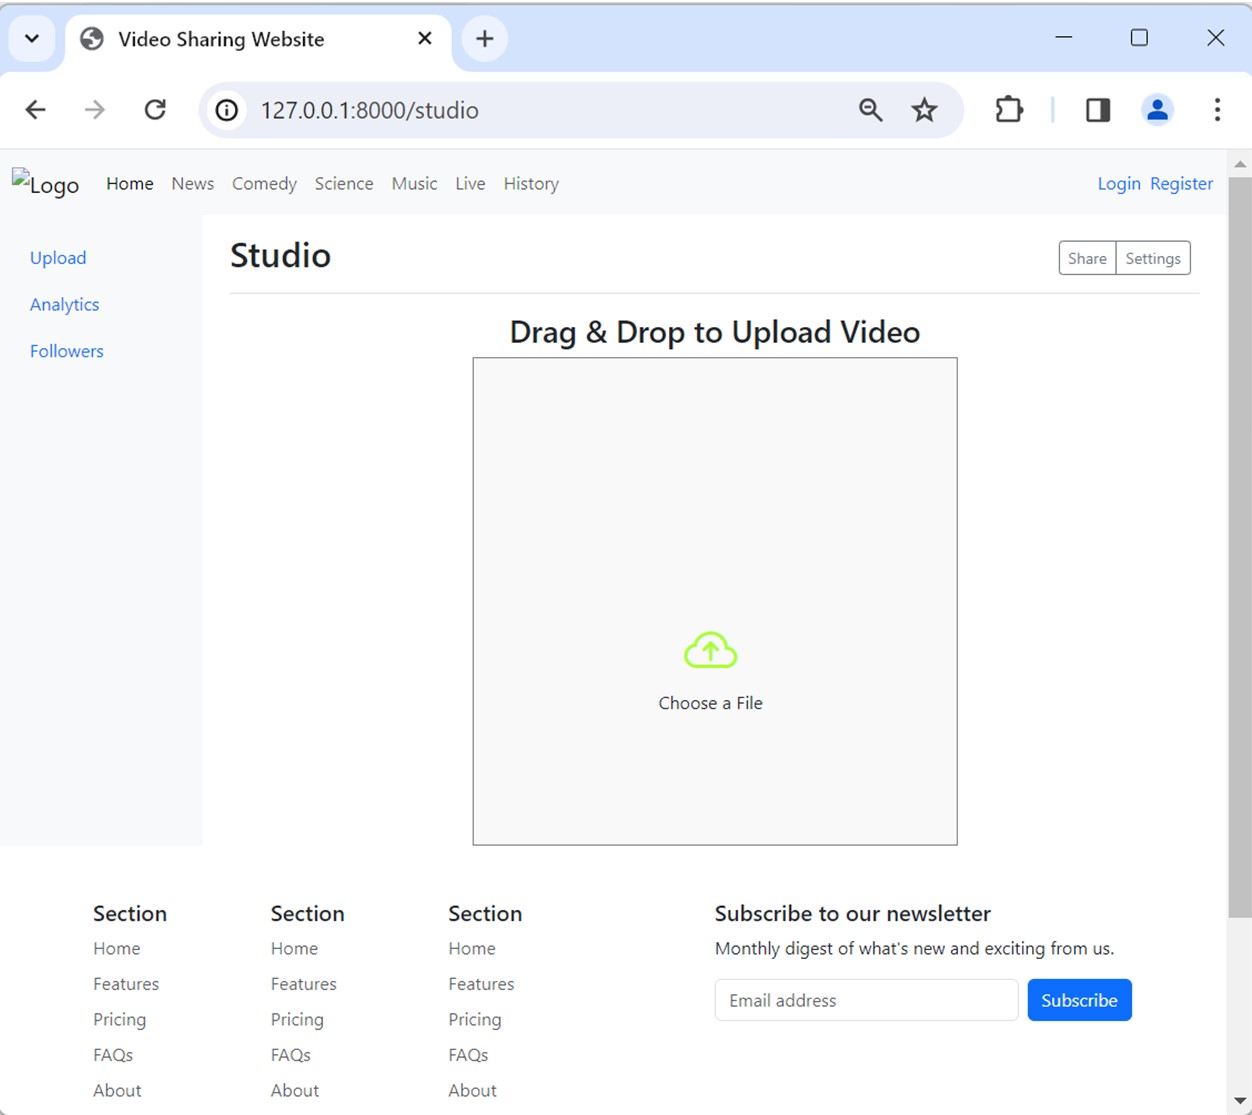 Video Sharing Website
127.0.0.1:8000/studio
Logo Home News Comedy Science Music Live History Login Register
Upload
Analytics
Followers
Studio
Share Settings
Drag & Drop to Upload Video
Choose a File
Section
Home
Features
Pricing
FAQs
About
Section
Home
Features
Pricing
FAQs
About
Section
Home
Features
Pricing
FAQs
About
Subscribe to our newsletter
Monthly digest of what's new and exciting from us.
Email address Subscribe